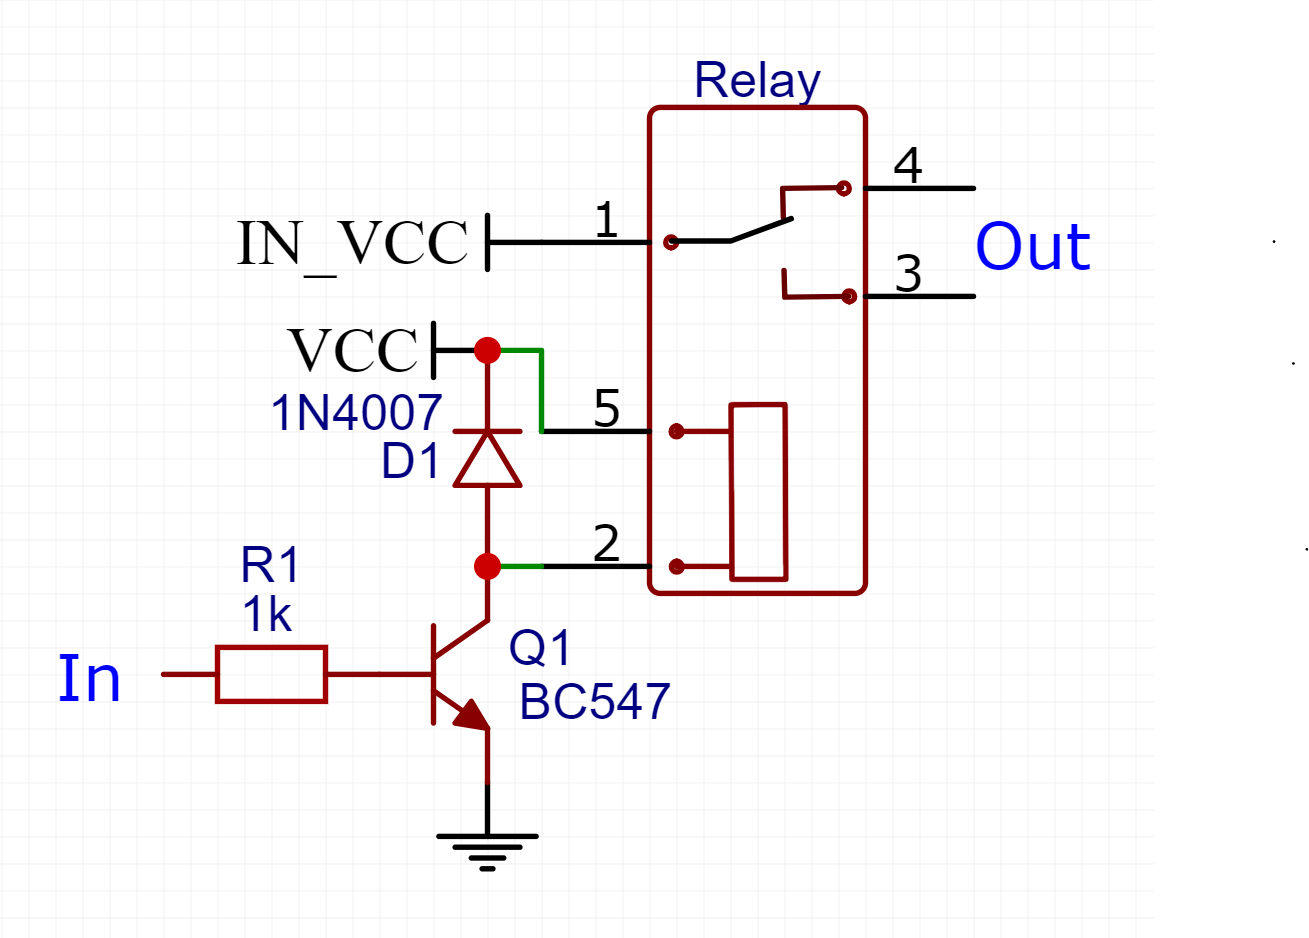 Relay
4
1
IN_VCC
Out
3
VCC
1N4007
5
D1
2
R1
1k
Q1
In
BC547